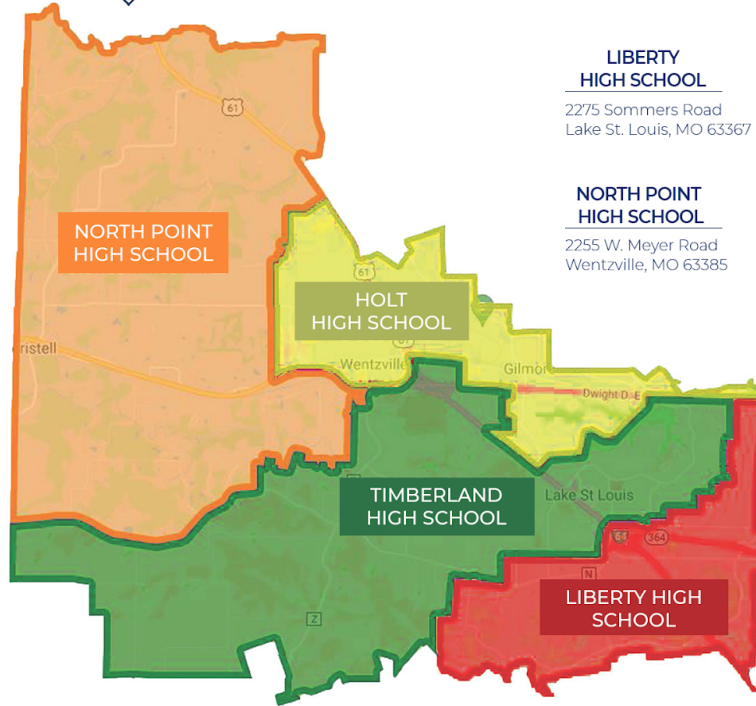 LIBERTY
HIGH SCHOOL
2275 Sommers Road
Lake St. Louis, MO 63367
NORTH POINT
HIGH SCHOOL
2255 W. Meyer Road
Wentzville, MO 63385
61
NORTH POINT
HIGH SCHOOL
61
HOLT
HIGH SCHOOL
ristell
Wentzville
Gilmor
Dwight D E
TIMBERLAND
HIGH SCHOOL
Lake St Louis
64
364
N
LIBERTY HIGH
SCHOOL
Z